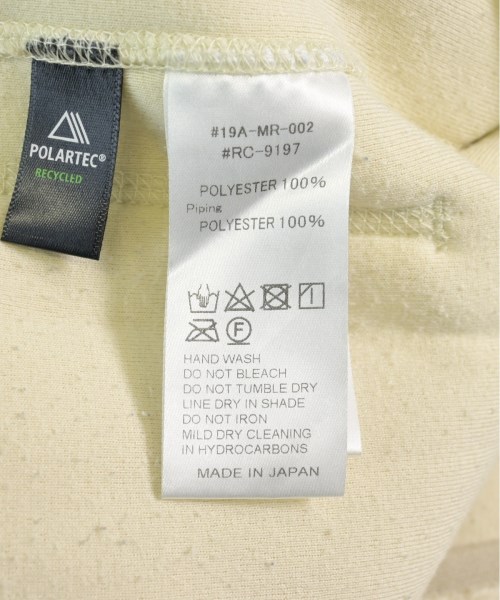 POLARTEC®
RECYCLED
#19A-MR-002
#RC-9197
POLYESTER 100%
Piping
POLYESTER 100%
F
HAND WASH
DO NOT BLEACH
DO NOT TUMBLE DRY
LINE DRY IN SHADE
DO NOT IRON
MILD DRY CLEANING
IN HYDROCARBONS
MADE IN JAPAN